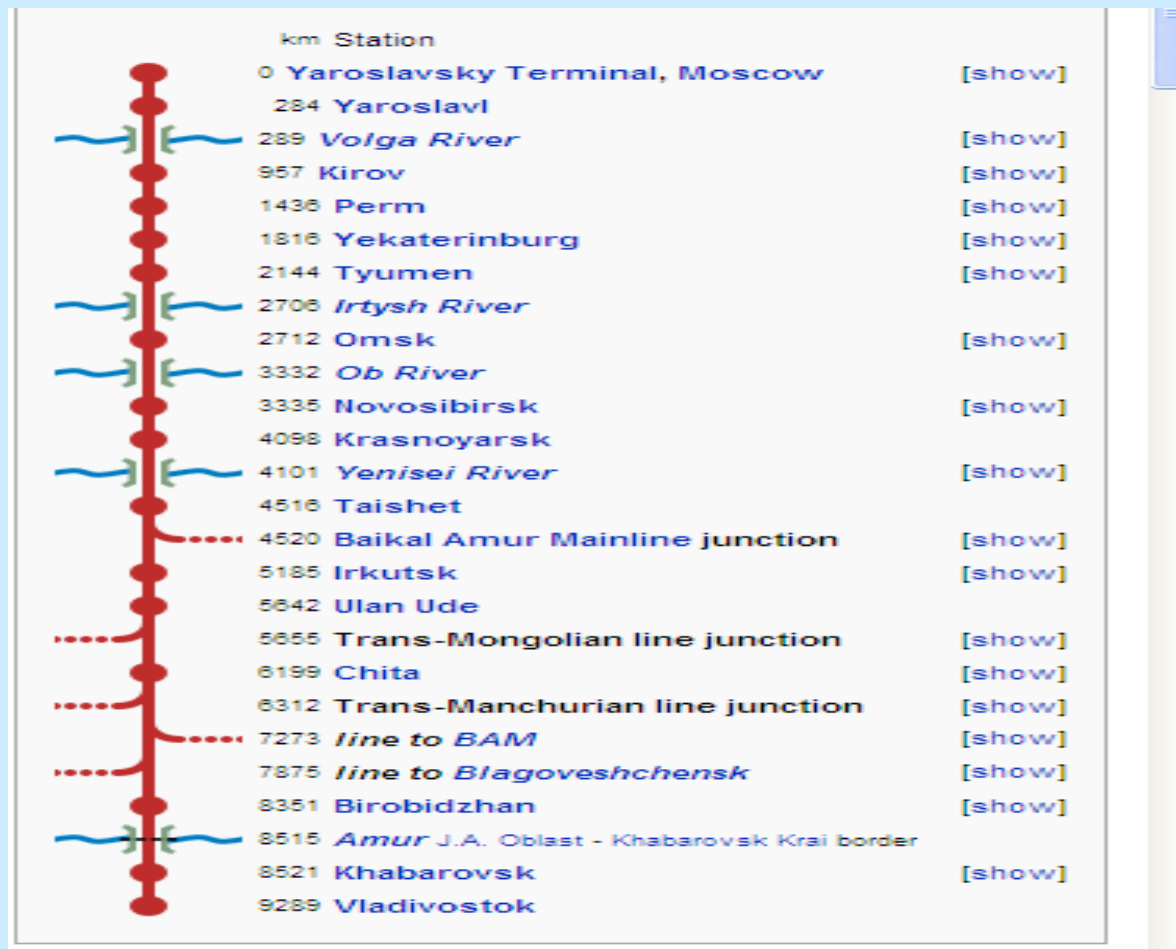 km Station
0 Yaroslavsky Terminal, Moscow [show]
284 Yaroslavl
289 Volga River [show]
957 Kirov [show]
1436 Perm [show]
1816 Yekaterinburg [show]
2144 Tyumen [show]
2706 Irtysh River
2712 Omsk [show]
3332 Ob River
3335 Novosibirsk [show]
4098 Krasnoyarsk
4101 Yenisei River [show]
4516 Taishet
4520 Baikal Amur Mainline junction [show]
5185 Irkutsk [show]
5642 Ulan Ude
5655 Trans-Mongolian line junction [show]
6199 Chita [show]
6312 Trans-Manchurian line junction [show]
7273 line to BAM [show]
7875 line to Blagoveshchensk [show]
8351 Birobidzhan [show]
8515 Amur J.A. Oblast - Khabarovsk Krai border
8521 Khabarovsk [show]
9289 Vladivostok